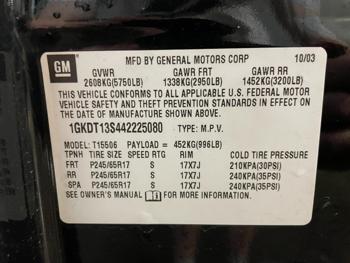 GM
MFD BY GENERAL MOTORS CORP 10/03
GVWR GAWR FRT GAWR RR
2608KG(5750LB) 1338KG(2950LB) 1452KG(3200LB)
THIS VEHICLE CONFORMS TO ALL APPLICABLE U.S. FEDERAL MOTOR
VEHICLE SAFETY AND THEFT PREVENTION STANDARDS IN EFFECT ON
THE DATE OF MANUFACTURE SHOWN ABOVE.
1GKDT13S442225080 TYPE: M.P.V.
MODEL: T15506 PAYLOAD = 452KG(996LB)
TPNH TIRE SIZE SPEED RTG RIM COLD TIRE PRESSURE
FRT P245/65R17 S 17X7J 210KPA(30PSI)
RR P245/65R17 S 17X7J 240KPA(35PSI)
SPA P245/65R17 S 17X7J 240KPA(35PSI)
SEE OWNER'S MANUAL FOR MORE INFORMATION.